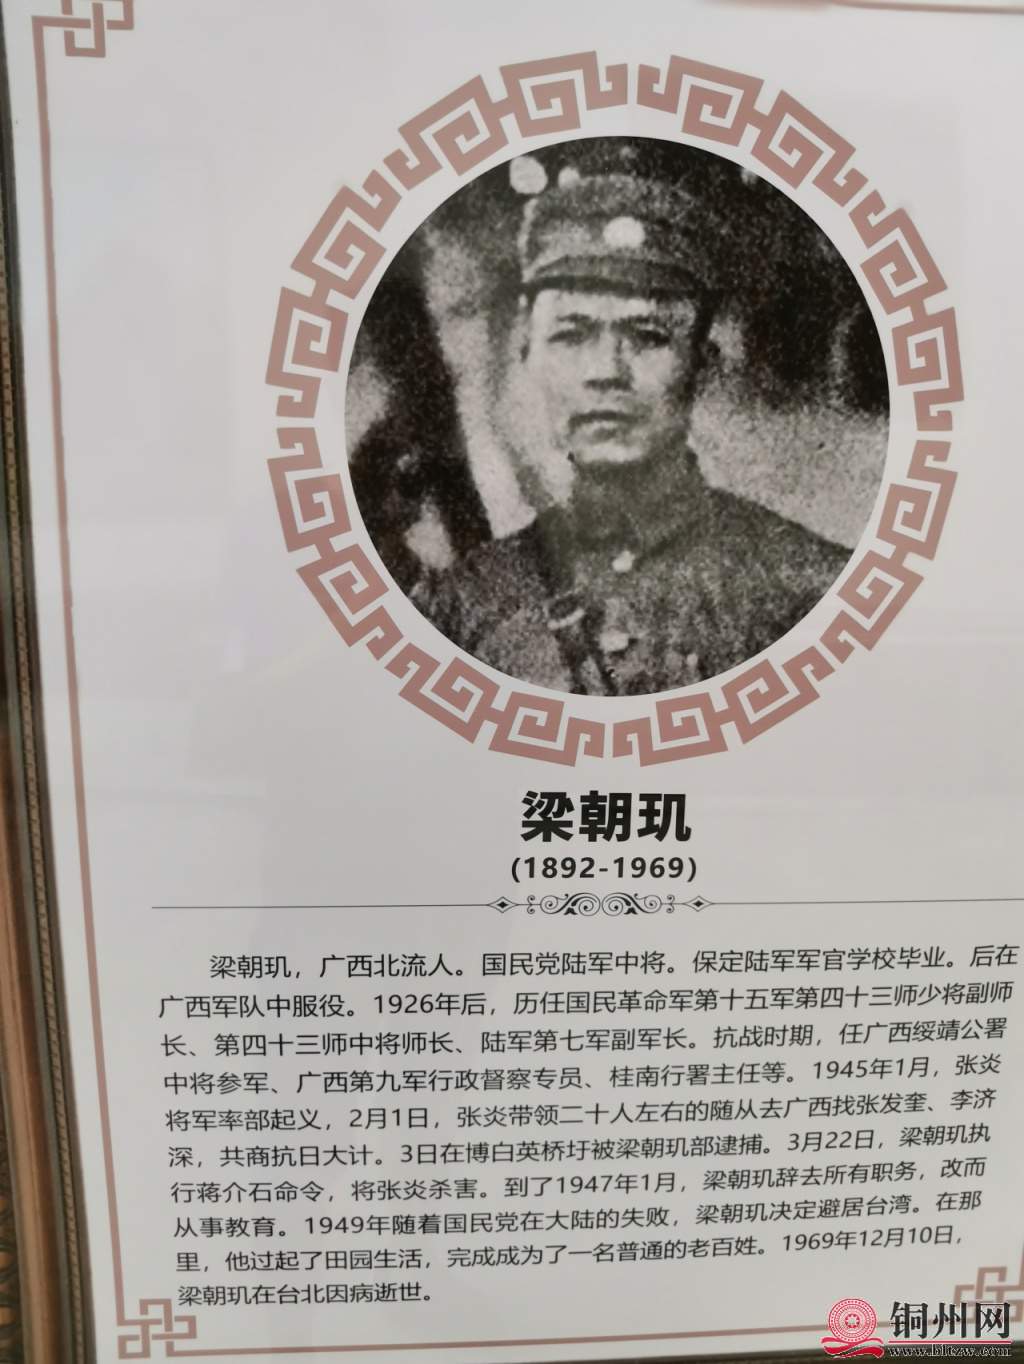 梁朝玑
(1892-1969)
梁朝玑，广西北流人。国民党陆军中将。保定陆军军官学校毕业。后在
广西军队中服役。1926年后，历任国民革命军第十五军第四十三师少将副师
长、第四十三师中将师长、陆军第七军副军长。抗战时期，任广西绥靖公署
中将参军、广西第九军行政督察专员、桂南行署主任等。1945年1月，张炎
将军率部起义，2月1日，张炎带领二十人左右的随从去广西找张发奎、李济
深，共商抗日大计。3日在博白英桥圩被梁朝玑部逮捕。3月22日，梁朝玑执
行蒋介石命令，将张炎杀害。到了1947年1月，梁朝玑辞去所有职务，改而
从事教育。1949年随着国民党在大陆的失败，梁朝玑决定避居台湾。在那
里，他过起了田园生活，完成成为了一名普通的老百姓。1969年12月10日，
梁朝玑在台北因病逝世。
铜州网
www.bltzw.com